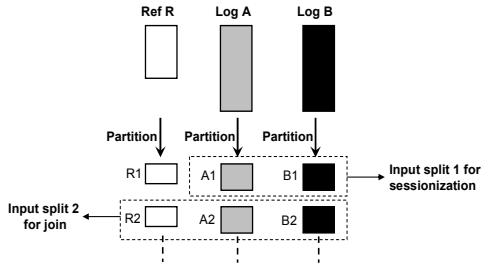 Ref R Log A Log B
Partition Partition Partition
R1 A1 B1
Input split 1 for
sessionization
Input split 2
for join
R2 A2 B2